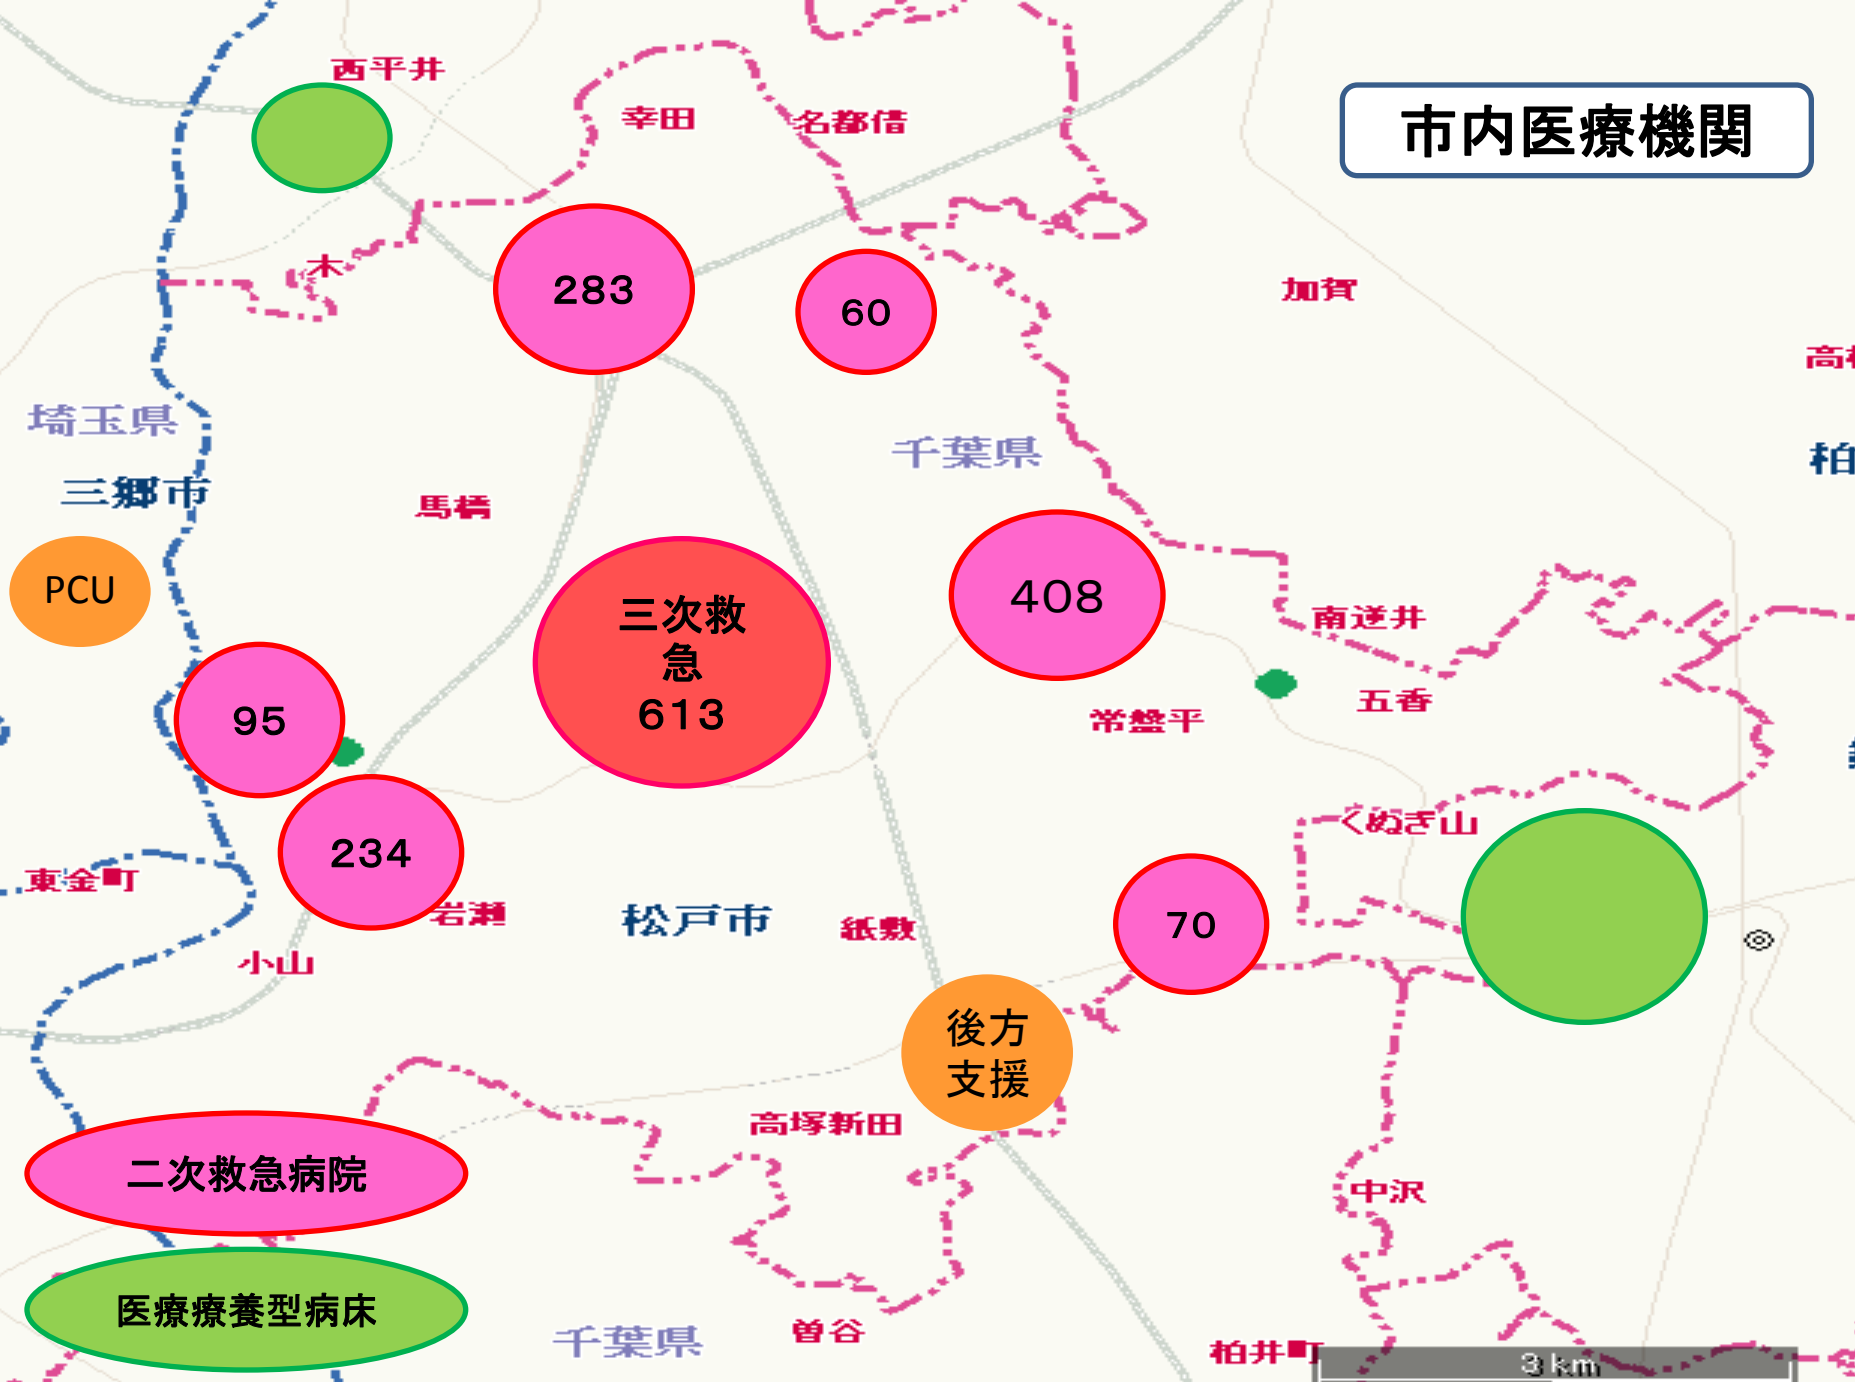 西平井
幸田
名都借
市内医療機関
木
283
60
加賀
埼玉県
千葉県
三郷市
馬橋
PCU
三次救
急
613
408
南逆井
五香
95
常盤平
234
くぬぎ山
東金町
岩瀬
松戸市
紙敷
70
小山
後方
支援
高塚新田
二次救急病院
中沢
医療療養型病床
千葉県
曽谷
柏井町
3 km